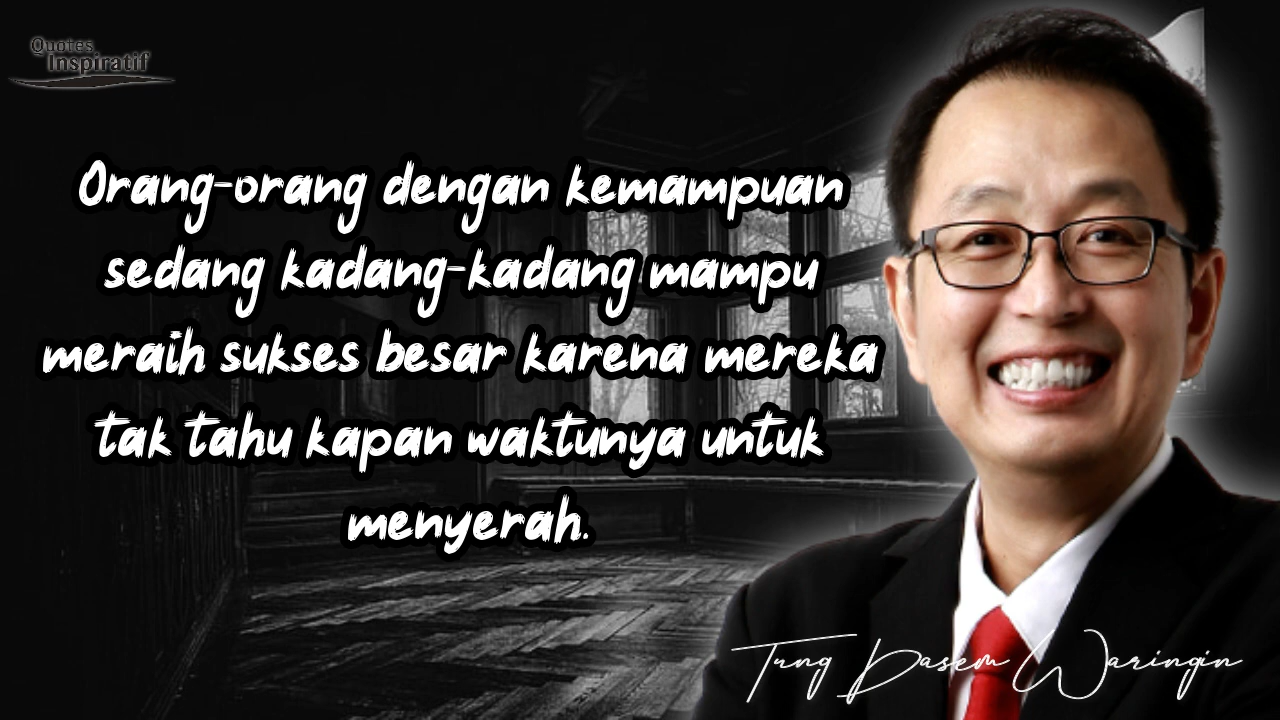 Quotes
Inspiratif
Orang-orang dengan kemampuan
sedang kadang-kadang mampu
meraih sukses besar karena mereka
tak tahu kapan waktunya untuk
menyerah.
Tung Dasem Waringin